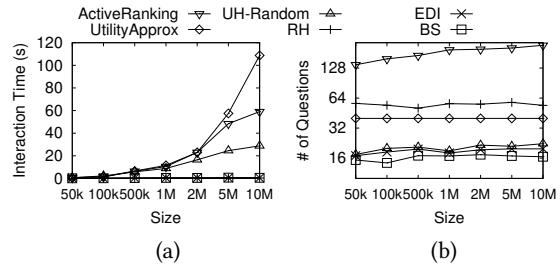 ActiveRanking UH-Random EDI
UtilityApprox RH BS
Interaction Time (s)
120
100
80
60
40
20
0
50k 100k 500k 1M 2M 5M 10M
Size
(a)
# of Questions
128
64
32
16
50k 100k 500k 1M 2M 5M 10M
Size
(b)